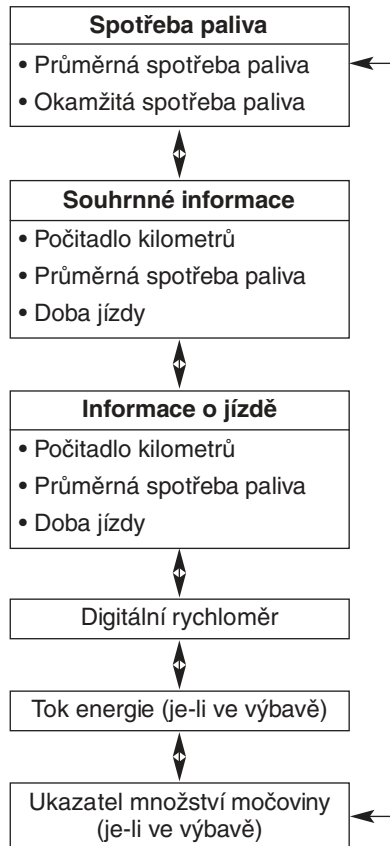 Spotřeba paliva
• Průměrná spotřeba paliva
• Okamžitá spotřeba paliva
Souhrnné informace
• Počitadlo kilometrů
• Průměrná spotřeba paliva
• Doba jízdy
Informace o jízdě
• Počitadlo kilometrů
• Průměrná spotřeba paliva
• Doba jízdy
Digitální rychloměr
Tok energie (je-li ve výbavě)
Ukazatel množství močoviny
(je-li ve výbavě)